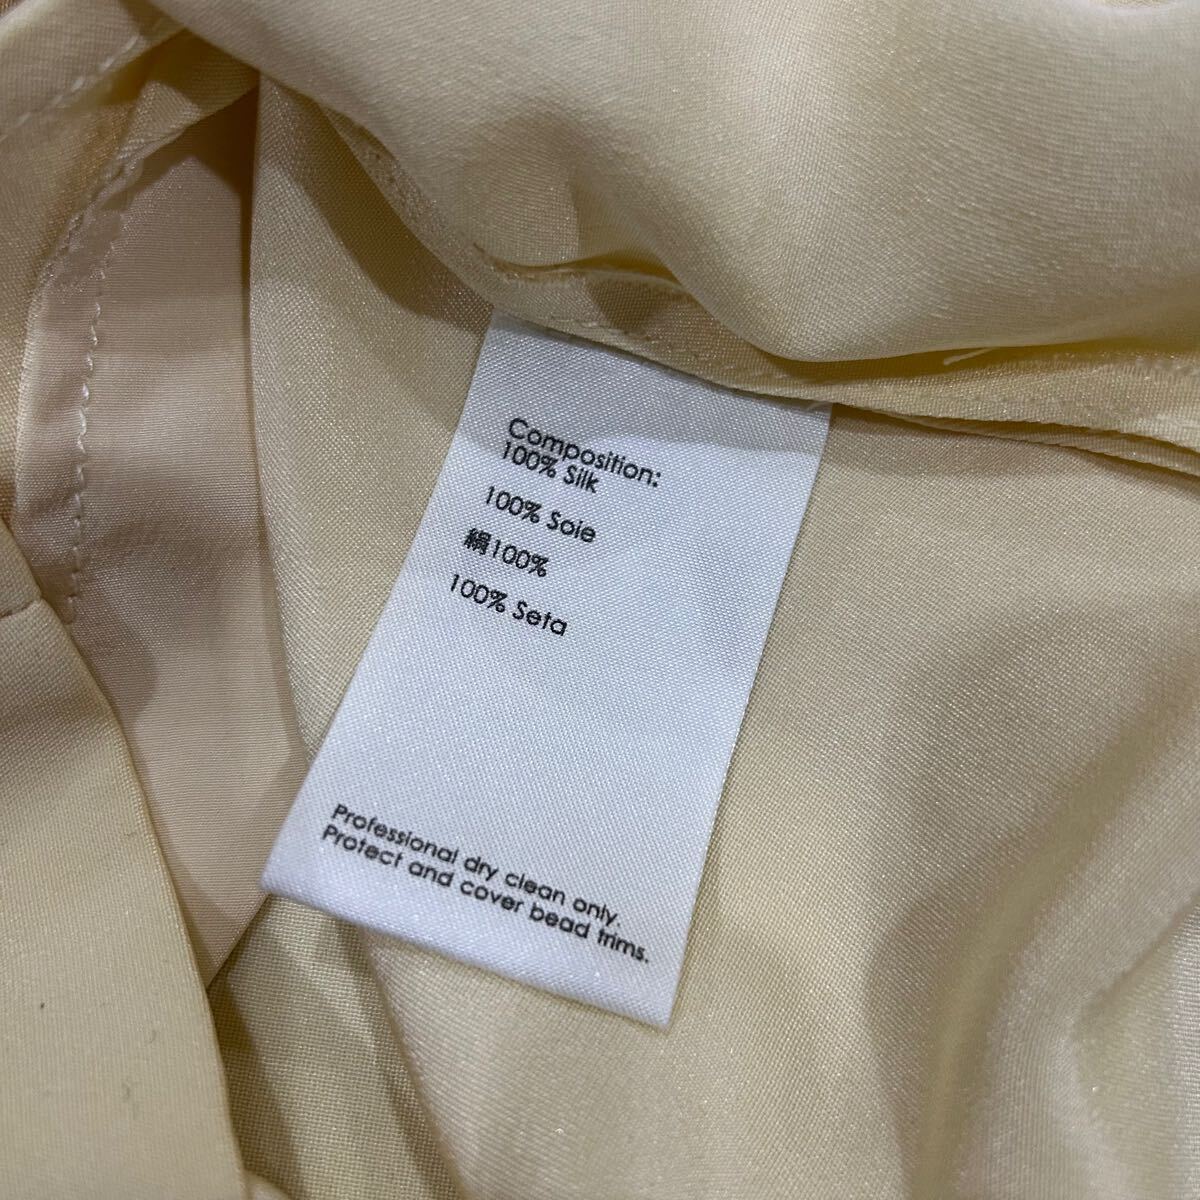 Composition:
100% Silk
100% Soie
絹100%
100% Seta
Professional dry clean only.
Protect and cover bead trims.